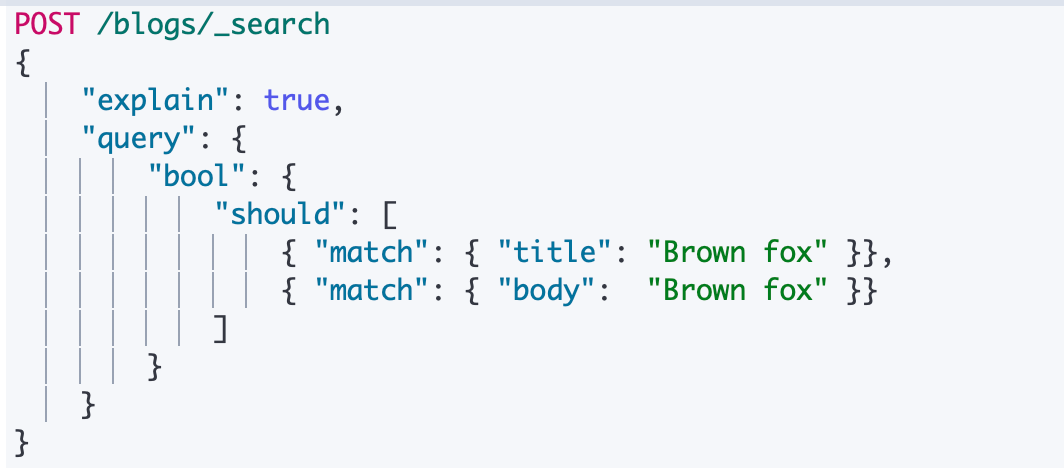 POST /blogs/_search
{
    "explain": true,
    "query": {
        "bool": {
            "should": [
                { "match": { "title": "Brown fox" }},
                { "match": { "body":  "Brown fox" }}
            ]
        }
    }
}